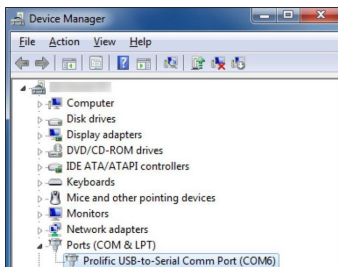 Device Manager
File Action View Help
Computer
Disk drives
Display adapters
DVD/CD-ROM drives
IDE ATA/ATAPI controllers
Keyboards
Mice and other pointing devices
Monitors
Network adapters
Ports (COM & LPT)
Prolific USB-to-Serial Comm Port (COM6)